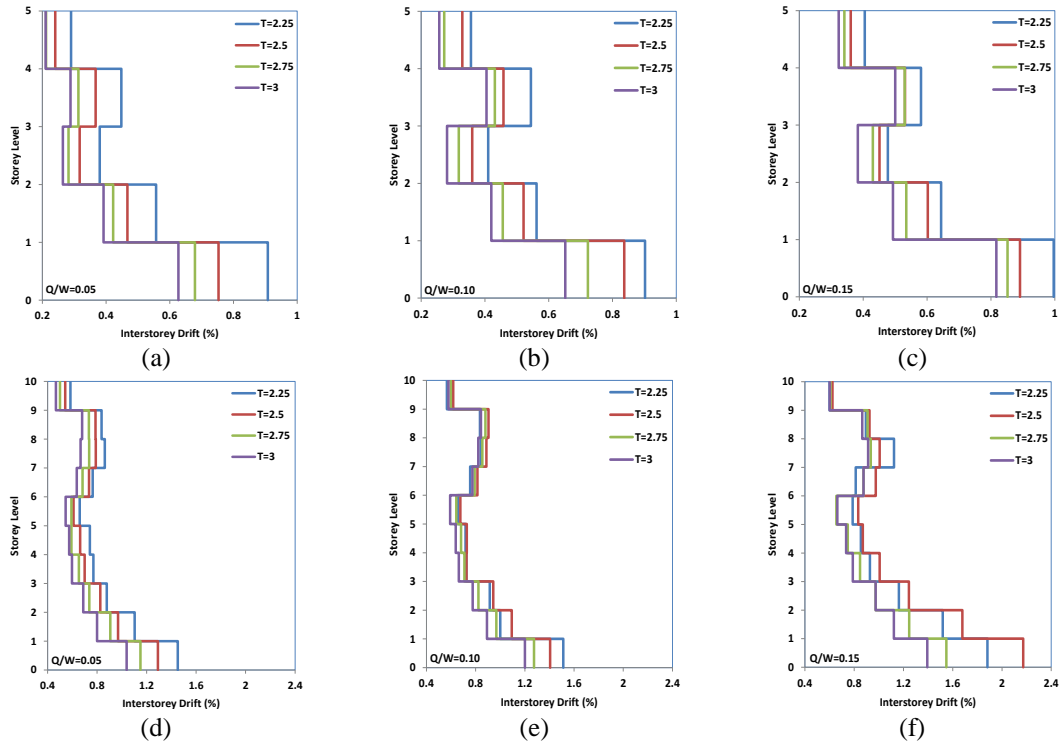 5
4
3
2
1
0
Storey Level
T=2.25
T=2.5
T=2.75
T=3
Q/W=0.05
0.2 0.4 0.6 0.8 1
Interstorey Drift (%)
(a)
5
4
3
2
1
0
Storey Level
T=2.25
T=2.5
T=2.75
T=3
Q/W=0.10
0.2 0.4 0.6 0.8 1
Interstorey Drift (%)
(b)
5
4
3
2
1
0
Storey Level
T=2.25
T=2.5
T=2.75
T=3
Q/W=0.15
0.2 0.4 0.6 0.8 1
Interstorey Drift (%)
(c)
10
9
8
7
6
5
4
3
2
1
0
Storey Level
T=2.25
T=2.5
T=2.75
T=3
Q/W=0.05
0.4 0.8 1.2 1.6 2 2.4
Interstorey Drift (%)
(d)
10
9
8
7
6
5
4
3
2
1
0
Storey Level
T=2.25
T=2.5
T=2.75
T=3
Q/W=0.10
0.4 0.8 1.2 1.6 2 2.4
Interstorey Drift (%)
(e)
10
9
8
7
6
5
4
3
2
1
0
Storey Level
T=2.25
T=2.5
T=2.75
T=3
Q/W=0.15
0.4 0.8 1.2 1.6 2 2.4
Interstorey Drift (%)
(f)